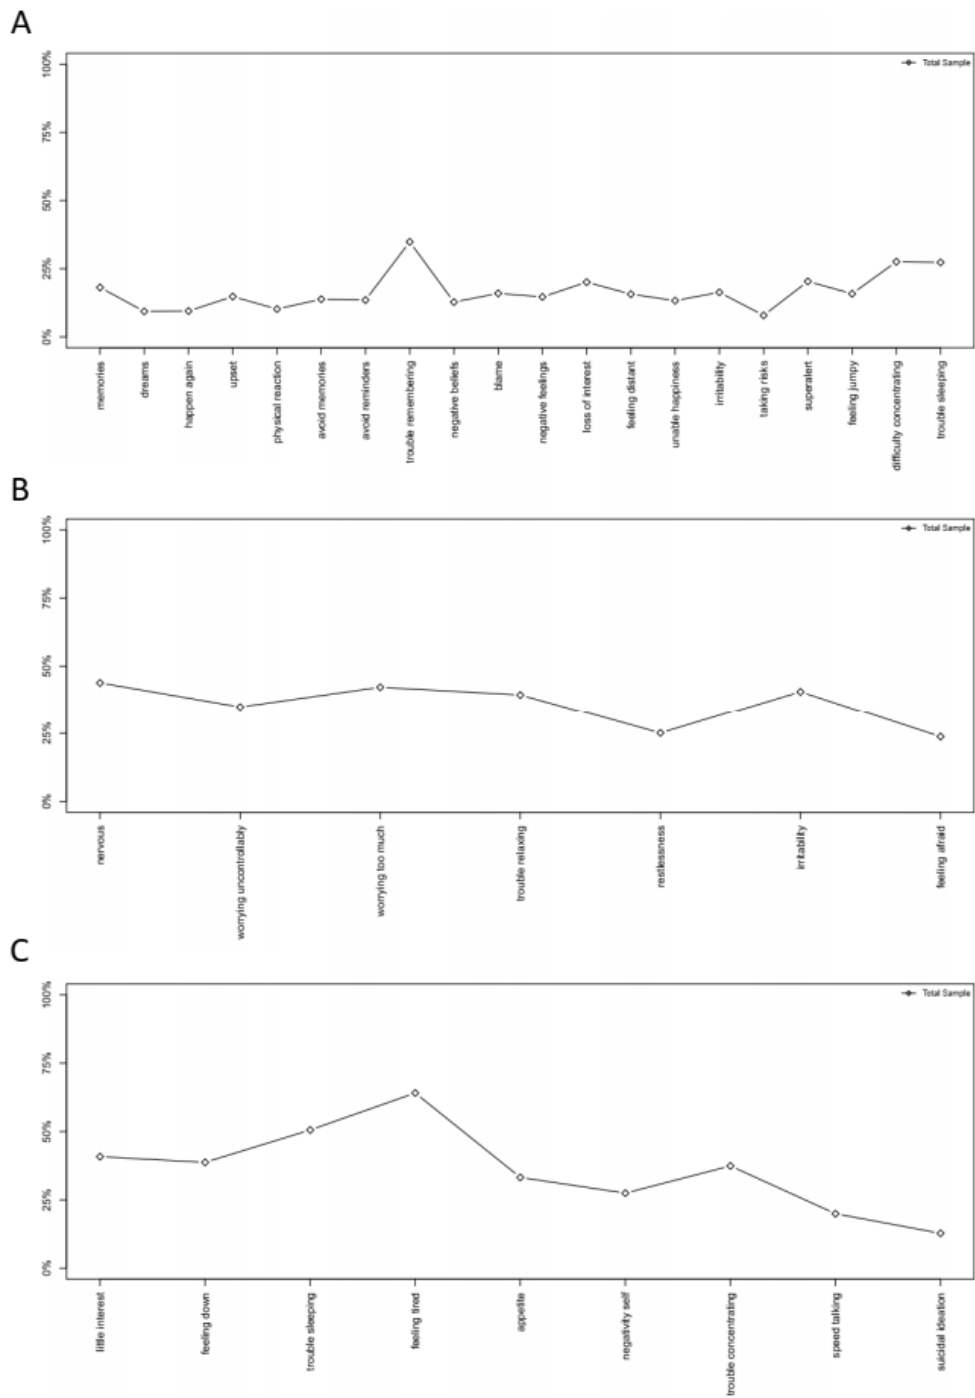 A
100%
75%
50%
25%
0%
Total Sample
memories
dreams
happen again
upset
physical reaction
avoid memories
avoid reminders
trouble remembering
negative beliefs
blame
negative feelings
loss of interest
feeling distant
unable happiness
irritability
taking risks
superalert
feeling jumpy
difficulty concentrating
trouble sleeping
B
100%
75%
50%
25%
0%
Total Sample
nervous
worrying uncontrollably
worrying too much
trouble relaxing
restlessness
irritability
feeling afraid
C
100%
75%
50%
25%
0%
Total Sample
little interest
feeling down
trouble sleeping
feeling tired
appetite
negativity self
trouble concentrating
speed talking
suicidal ideation